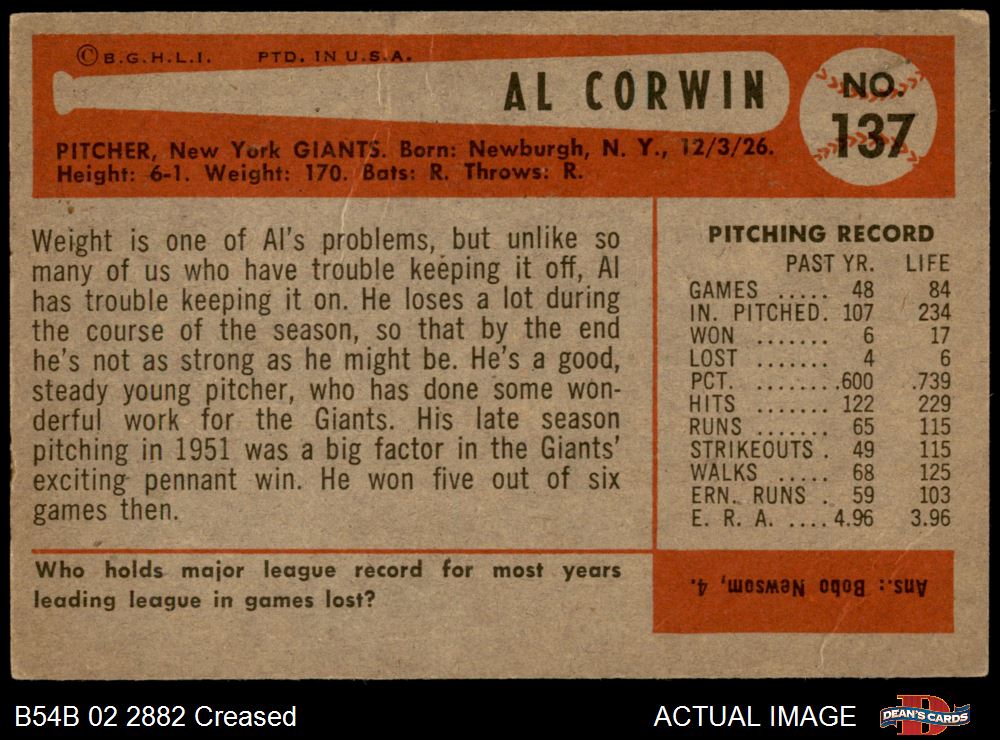 ©B.G.H.L.I. PTD. IN U.S.A.
AL CORWIN
NO.
137
PITCHER, New York GIANTS. Born: Newburgh, N. Y., 12/3/26.
Height: 6-1. Weight: 170. Bats: R. Throws: R.
Weight is one of Al's problems, but unlike so
many of us who have trouble keeping it off, Al
has trouble keeping it on. He loses a lot during
the course of the season, so that by the end
he's not as strong as he might be. He's a good,
steady young pitcher, who has done some won-
derful work for the Giants. His late season
pitching in 1951 was a big factor in the Giants'
exciting pennant win. He won five out of six
games then.
PITCHING RECORD
PAST YR. LIFE
GAMES ..... 48 84
IN. PITCHED. 107 234
WON ....... 6 17
LOST ....... 4 6
PCT. ........ .600 .739
HITS ....... 122 229
RUNS ....... 65 115
STRIKEOUTS . 49 115
WALKS ..... 68 125
ERN. RUNS . 59 103
E. R. A. .... 4.96 3.96
Who holds major league record for most years
leading league in games lost?
Ans.: Bobo Newsom, 4.
B54B 02 2882 Creased
ACTUAL IMAGE
D
DEAN'S CARDS